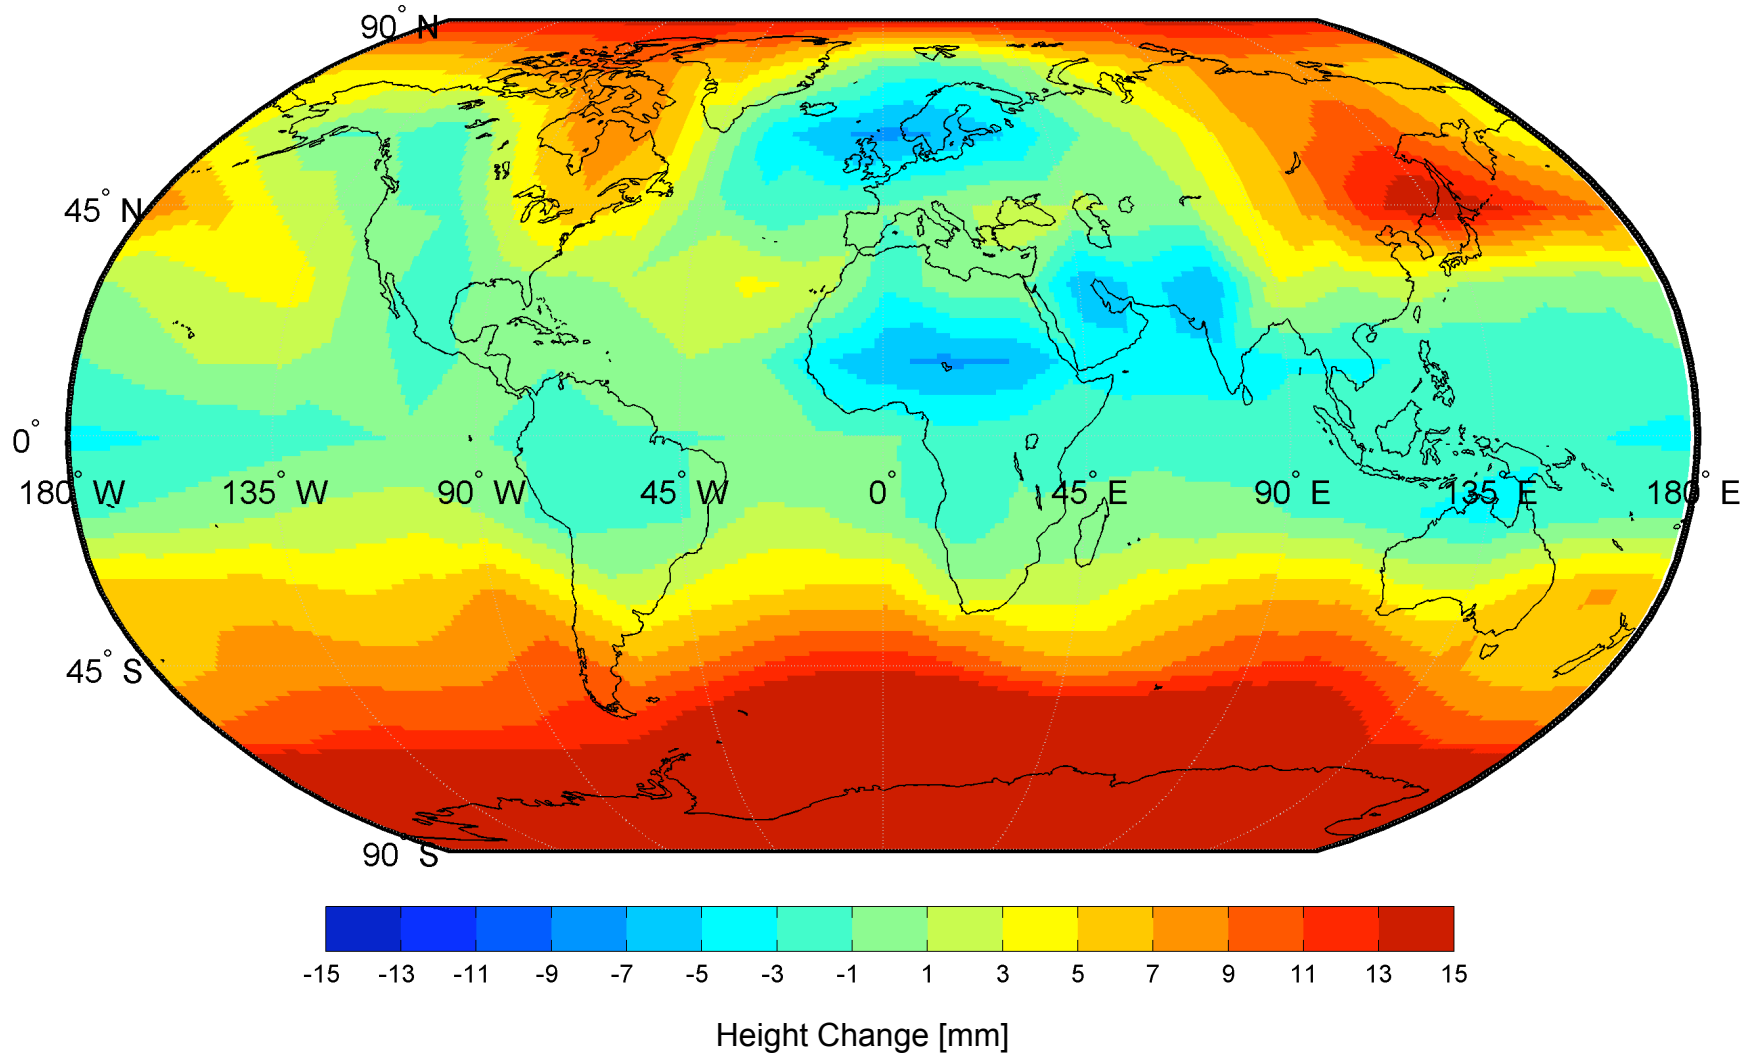 90° N
45° N
0°
180° W 135° W 90° W 45° W 0° 45° E 90° E 135° E 180° E
45° S
90° S
-15 -13 -11 -9 -7 -5 -3 -1 1 3 5 7 9 11 13 15
Height Change [mm]